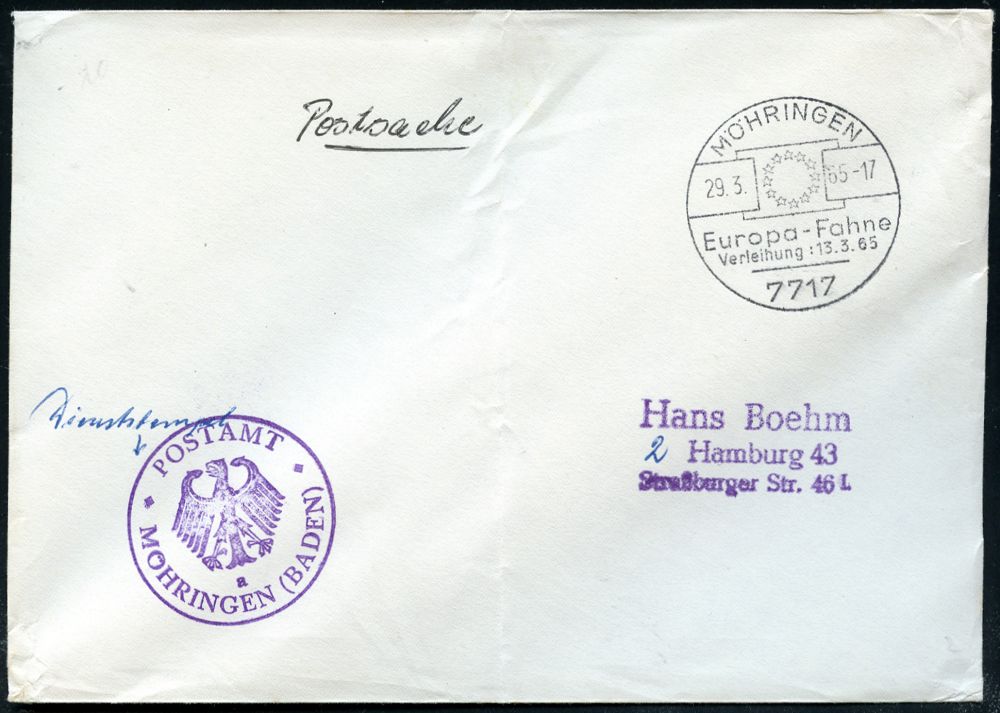 Postsache
MÖHRINGEN
29.3. 65-17
Europa-Fahne
Verleihung: 13.3.65
7717
Dienststempel
POSTAMT
a
MÖHRINGEN (BADEN)
Hans Boehm
2 Hamburg 43
Straßburger Str. 46 I.